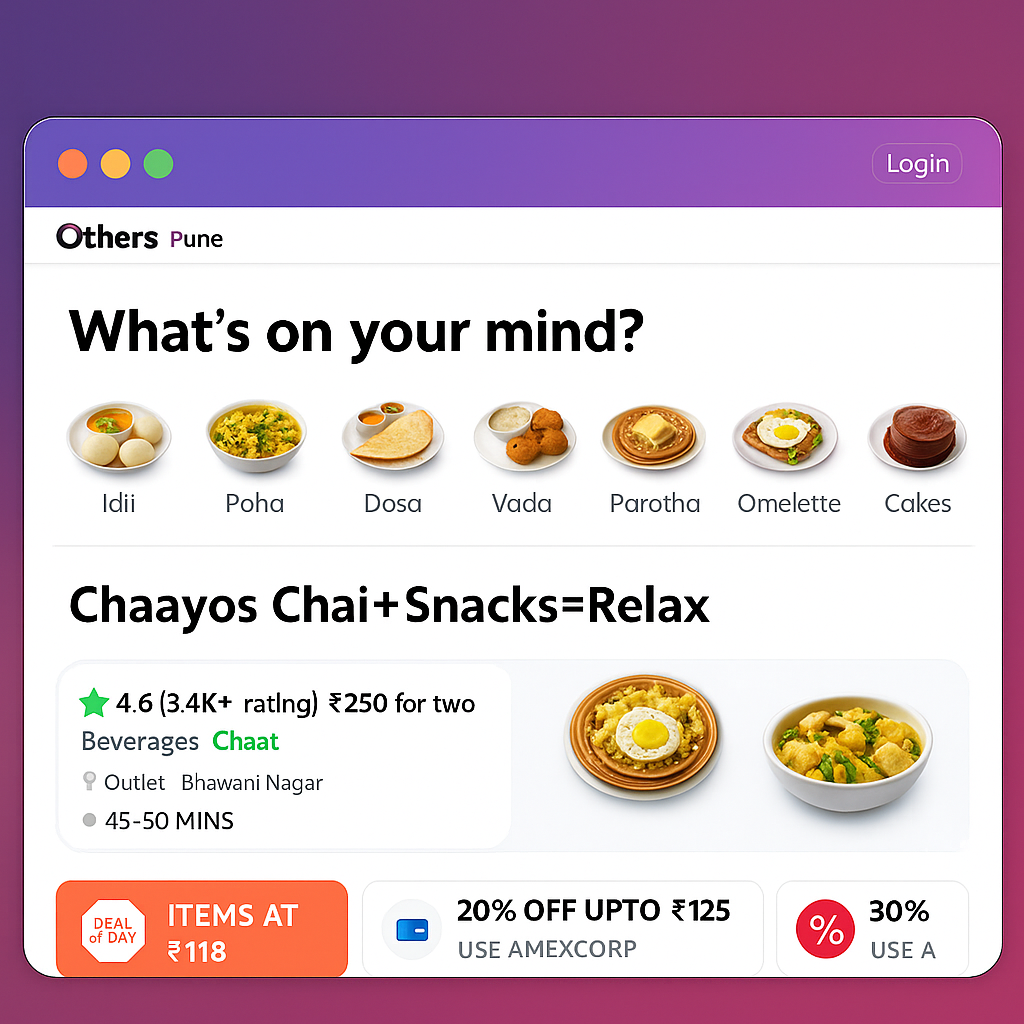 Login
Others Pune
What's on your mind?
Idii Poha Dosa Vada Parotha Omelette Cakes
Chaayos Chai+Snacks=Relax
4.6 (3.4K+ ratIng) ₹250 for two
Beverages Chaat
Outlet Bhawani Nagar
45-50 MINS
DEAL
of DAY
ITEMS AT
₹118
20% OFF UPTO ₹125
USE AMEXCORP
%
30%
USE A